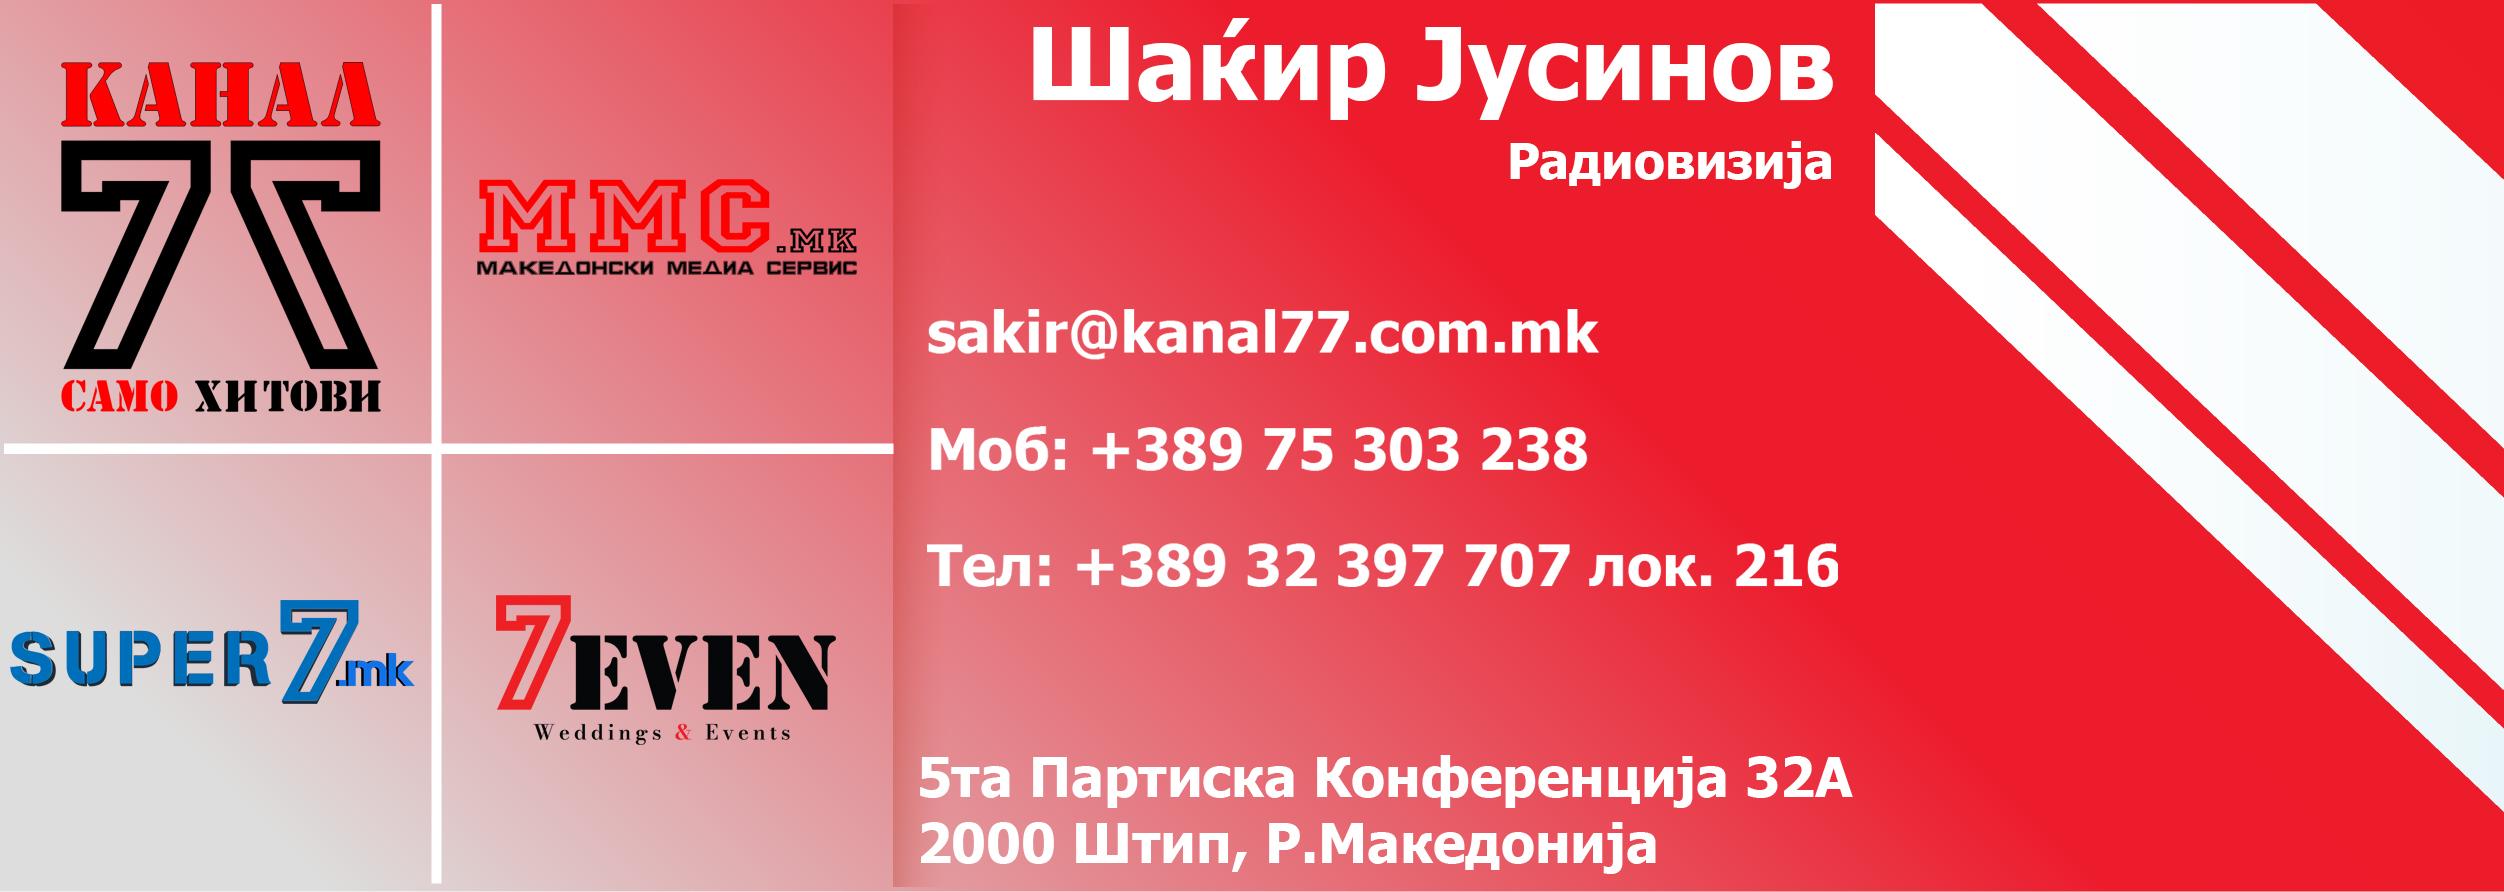 КАНАЛ
77
САМО ХИТОВИ
ММС.МК
МАКЕДОНСКИ МЕДИА СЕРВИС
SUPER7.mk
7EVEN
Weddings & Events
Шаќир Јусинов
Радиовизија
sakir@kanal77.com.mk
Моб: +389 75 303 238
Тел: +389 32 397 707 лок. 216
5та Партиска Конференција 32А
2000 Штип, Р.Македонија